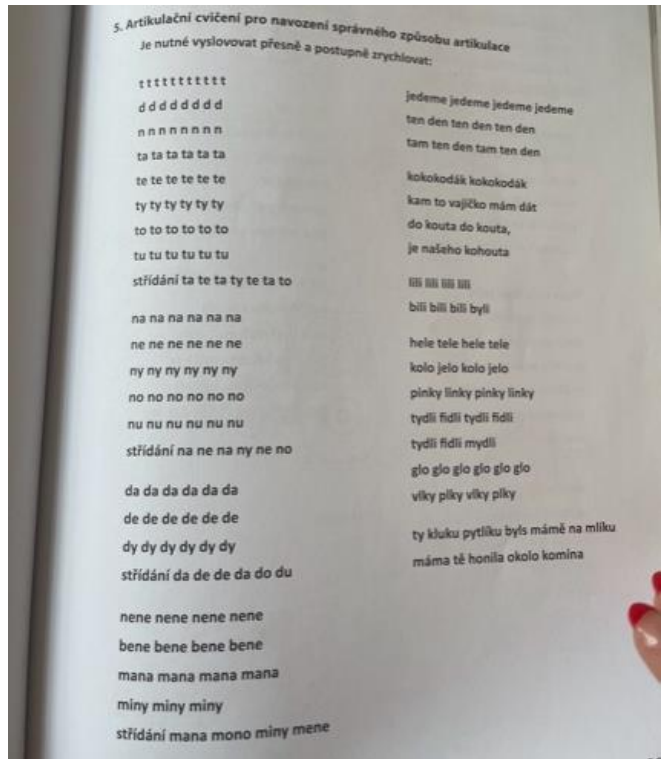 5. Artikulační cvičení pro navození správného způsobu artikulace
Je nutné vyslovovat přesně a postupně zrychlovat:
t t t t t t t t t t t
d d d d d d d d
n n n n n n n n
ta ta ta ta ta ta
te te te te te te
ty ty ty ty ty ty
to to to to to to
tu tu tu tu tu tu
střídání ta te ta ty te ta to
na na na na na na
ne ne ne ne ne ne
ny ny ny ny ny ny
no no no no no no
nu nu nu nu nu nu
střídání na ne na ny ne no
da da da da da da
de de de de de de
dy dy dy dy dy dy
střídání da de de da do du
nene nene nene nene
bene bene bene bene
mana mana mana mana
miny miny miny
střídání mana mono miny mene
jedeme jedeme jedeme jedeme
ten den ten den ten den
tam ten den tam ten den
kokokodák kokokodák
kam to vajíčko mám dát
do kouta do kouta,
je našeho kohouta
lili lili lili lili
bili bili bili byli
hele tele hele tele
kolo jelo kolo jelo
pinky linky pinky linky
tydli fidli tydli fidli
tydli fidli mydli
glo glo glo glo glo glo
vlky plky vlky plky
ty kluku pytlíku byls mámě na mlíku
máma tě honila okolo komína